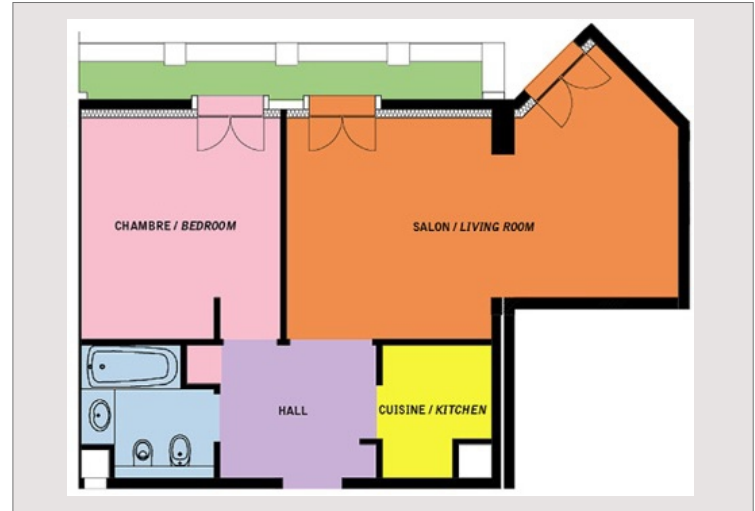 CHAMBRE / BEDROOM
SALON / LIVING ROOM
HALL
CUISINE / KITCHEN